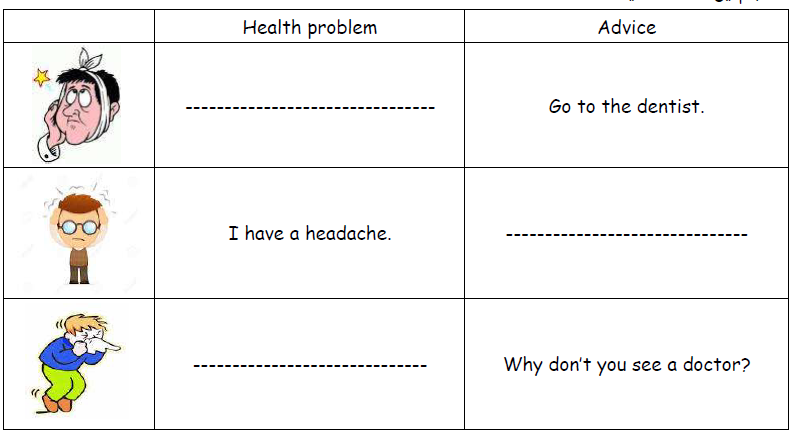 Health problem
Advice
---------------------------------
Go to the dentist.
I have a headache.
--------------------------------
-------------------------------
Why don't you see a doctor?